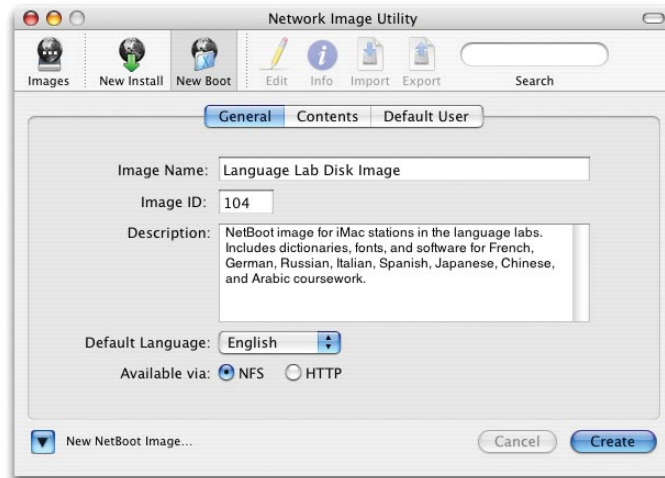 Network Image Utility
Images New Install New Boot Edit Info Import Export Search
General Contents Default User
Image Name: Language Lab Disk Image
Image ID: 104
Description: NetBoot image for iMac stations in the language labs.
Includes dictionaries, fonts, and software for French,
German, Russian, Italian, Spanish, Japanese, Chinese,
and Arabic coursework.
Default Language: English
Available via: NFS HTTP
New NetBoot Image... Cancel Create